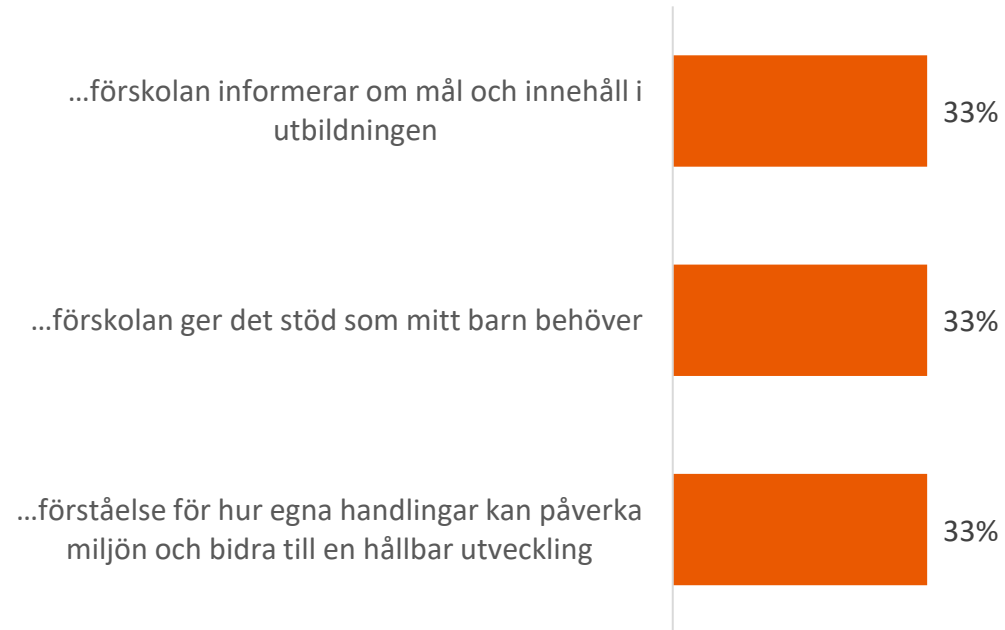 ...förskolan informerar om mål och innehåll i
utbildningen
33%
...förskolan ger det stöd som mitt barn behöver
33%
...förståelse för hur egna handlingar kan påverka
miljön och bidra till en hållbar utveckling
33%